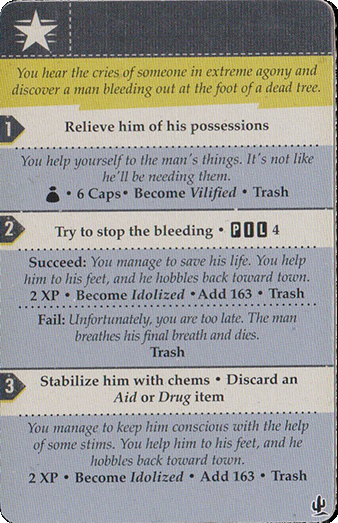 You hear the cries of someone in extreme agony and
discover a man bleeding out at the foot of a dead tree.
1
Relieve him of his possessions
You help yourself to the man's things. It's not like
he'll be needing them.
• 6 Caps • Become Vilified • Trash
2
Try to stop the bleeding • P I L 4
Succeed: You manage to save his life. You help
him to his feet, and he hobbles back toward town.
2 XP • Become Idolized • Add 163 • Trash
Fail: Unfortunately, you are too late. The man
breathes his final breath and dies.
Trash
3
Stabilize him with chems • Discard an
Aid or Drug item
You manage to keep him conscious with the help
of some stims. You help him to his feet, and he
hobbles back toward town.
2 XP • Become Idolized • Add 163 • Trash